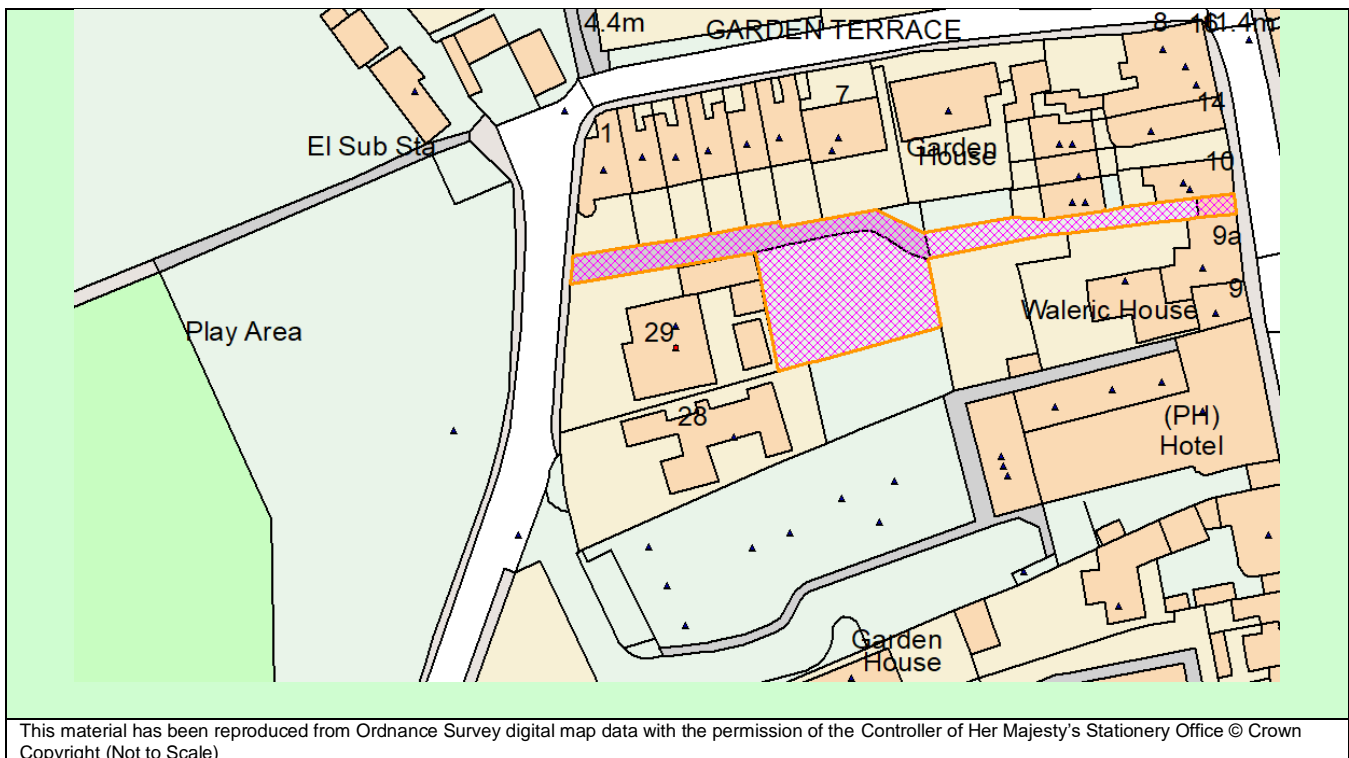 4.4m
GARDEN TERRACE
8
16
11.4m
7
14
1
El Sub Sta
Garden
House
10
9a
9
Waleric House
Play Area
29
28
(PH)
Hotel
Garden
House
This material has been reproduced from Ordnance Survey digital map data with the permission of the Controller of Her Majesty's Stationery Office © Crown
Copyright (Not to Scale)